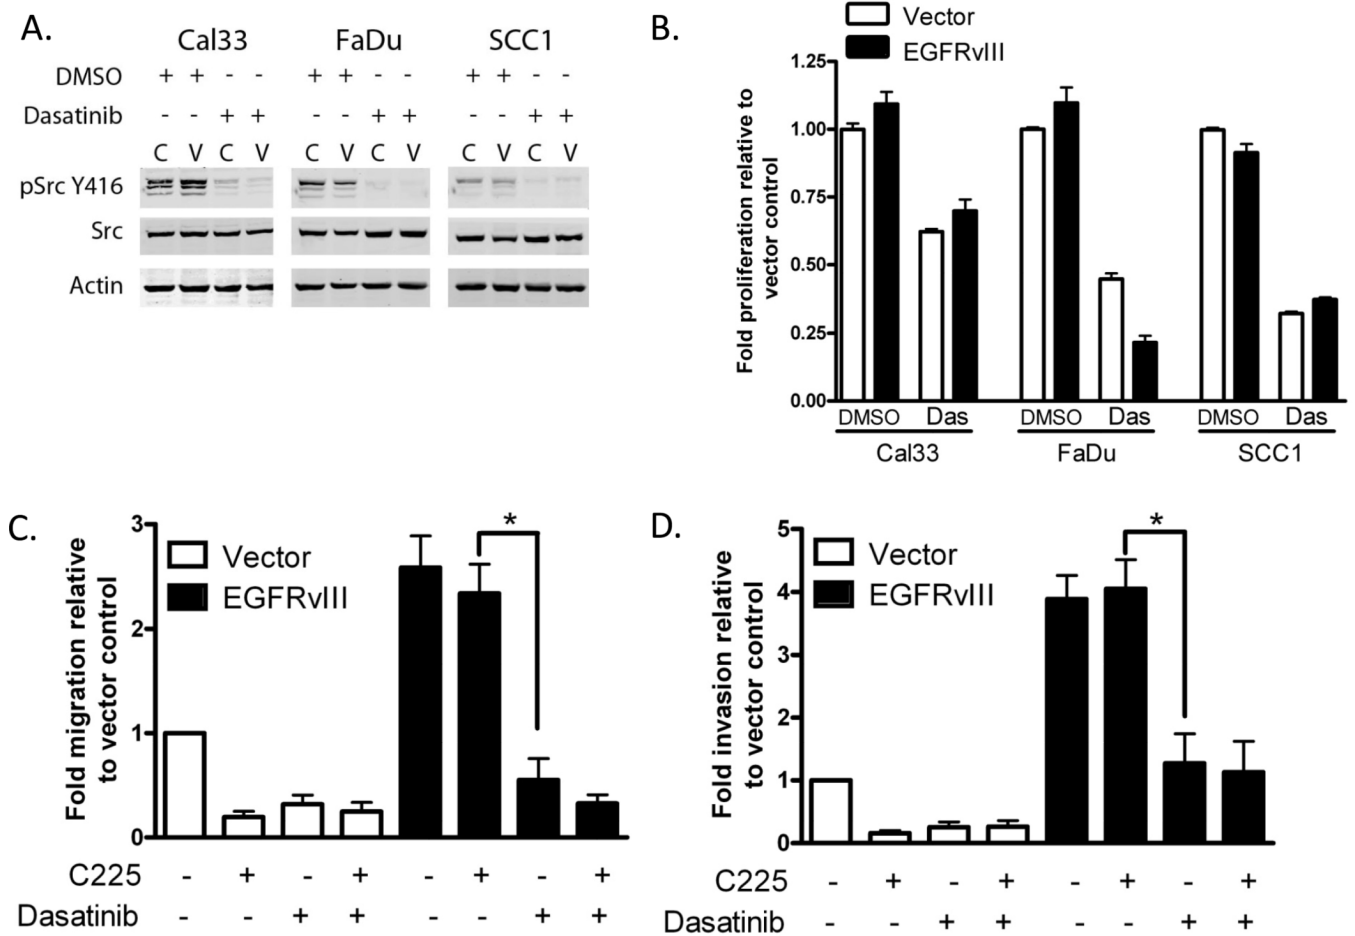 A.
Cal33 FaDu SCC1
DMSO + + - - + + - - + + - -
Dasatinib - - + + - - + + - - + +
C V C V C V C V C V C V
pSrc Y416
Src
Actin
B.
Vector
EGFRvIII
Fold proliferation relative to
vector control
1.25
1.00
0.75
0.50
0.25
0.00
DMSO Das DMSO Das DMSO Das
Cal33 FaDu SCC1
C.
Vector
EGFRvIII
*
Fold migration relative
to vector control
3
2
1
0
C225 - + - + - + - +
Dasatinib - - + + - - + +
D.
Vector
EGFRvIII
*
Fold invasion relative
to vector control
5
4
3
2
1
0
C225 - + - + - + - +
Dasatinib - - + + - - + +